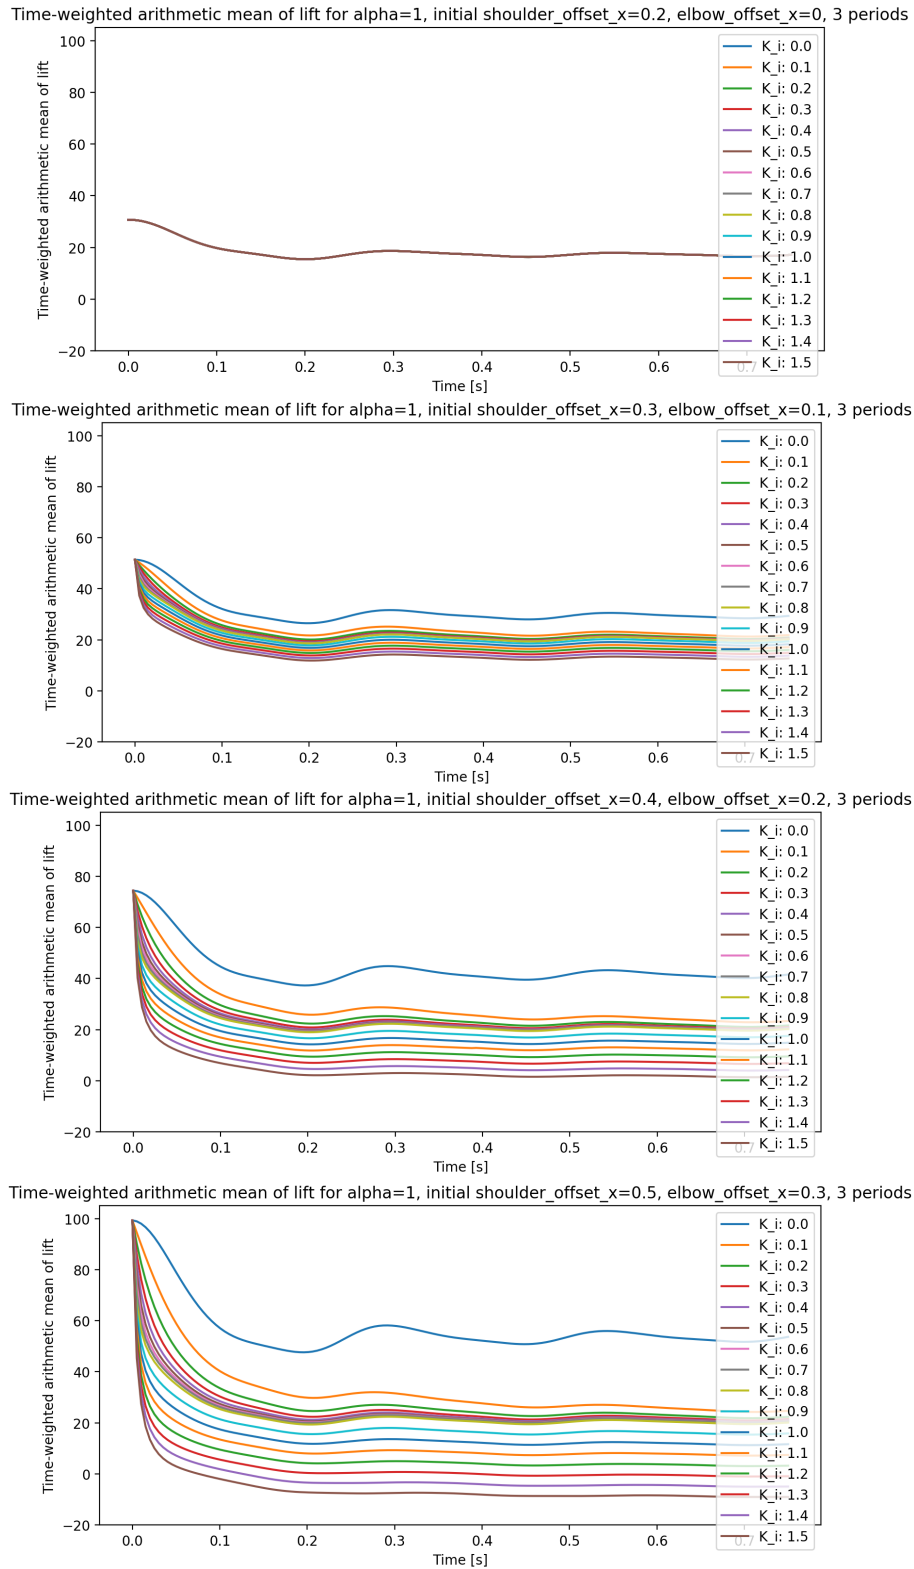 Time-weighted arithmetic mean of lift for alpha=1, initial shoulder_offset_x=0.2, elbow_offset_x=0, 3 periods
Time-weighted arithmetic mean of lift
100
80
60
40
20
0
−20
0.0 0.1 0.2 0.3 0.4 0.5 0.6 0.7
Time [s]
K_i: 0.0
K_i: 0.1
K_i: 0.2
K_i: 0.3
K_i: 0.4
K_i: 0.5
K_i: 0.6
K_i: 0.7
K_i: 0.8
K_i: 0.9
K_i: 1.0
K_i: 1.1
K_i: 1.2
K_i: 1.3
K_i: 1.4
K_i: 1.5
Time-weighted arithmetic mean of lift for alpha=1, initial shoulder_offset_x=0.3, elbow_offset_x=0.1, 3 periods
Time-weighted arithmetic mean of lift
100
80
60
40
20
0
−20
0.0 0.1 0.2 0.3 0.4 0.5 0.6 0.7
Time [s]
K_i: 0.0
K_i: 0.1
K_i: 0.2
K_i: 0.3
K_i: 0.4
K_i: 0.5
K_i: 0.6
K_i: 0.7
K_i: 0.8
K_i: 0.9
K_i: 1.0
K_i: 1.1
K_i: 1.2
K_i: 1.3
K_i: 1.4
K_i: 1.5
Time-weighted arithmetic mean of lift for alpha=1, initial shoulder_offset_x=0.4, elbow_offset_x=0.2, 3 periods
Time-weighted arithmetic mean of lift
100
80
60
40
20
0
−20
0.0 0.1 0.2 0.3 0.4 0.5 0.6 0.7
Time [s]
K_i: 0.0
K_i: 0.1
K_i: 0.2
K_i: 0.3
K_i: 0.4
K_i: 0.5
K_i: 0.6
K_i: 0.7
K_i: 0.8
K_i: 0.9
K_i: 1.0
K_i: 1.1
K_i: 1.2
K_i: 1.3
K_i: 1.4
K_i: 1.5
Time-weighted arithmetic mean of lift for alpha=1, initial shoulder_offset_x=0.5, elbow_offset_x=0.3, 3 periods
Time-weighted arithmetic mean of lift
100
80
60
40
20
0
−20
0.0 0.1 0.2 0.3 0.4 0.5 0.6 0.7
Time [s]
K_i: 0.0
K_i: 0.1
K_i: 0.2
K_i: 0.3
K_i: 0.4
K_i: 0.5
K_i: 0.6
K_i: 0.7
K_i: 0.8
K_i: 0.9
K_i: 1.0
K_i: 1.1
K_i: 1.2
K_i: 1.3
K_i: 1.4
K_i: 1.5